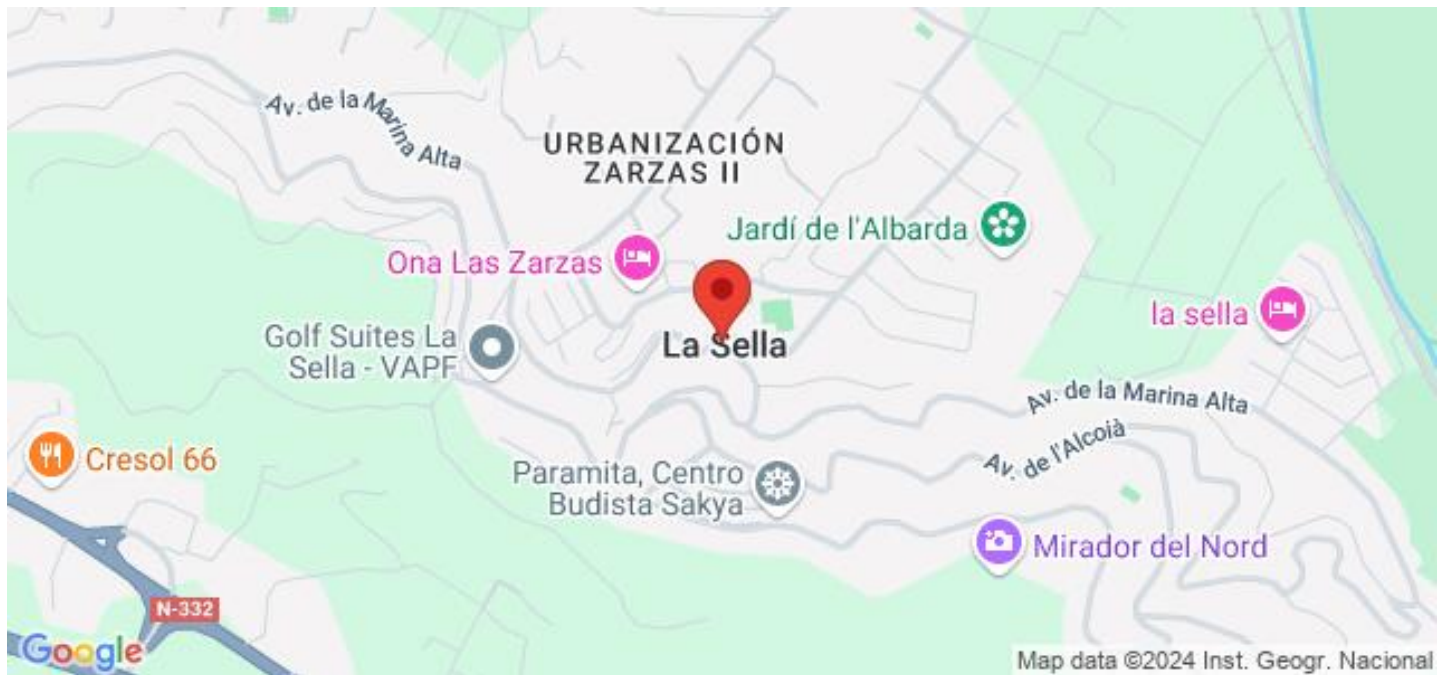 Av. de la Marina Alta
URBANIZACIÓN
ZARZAS II
Jardí de l'Albarda
Ona Las Zarzas
la sella
Golf Suites La
Sella - VAPF
La Sella
Av. de la Marina Alta
Av. de l'Alcoià
Cresol 66
Paramita, Centro
Budista Sakya
Mirador del Nord
N-332
Google
Map data ©2024 Inst. Geogr. Nacional